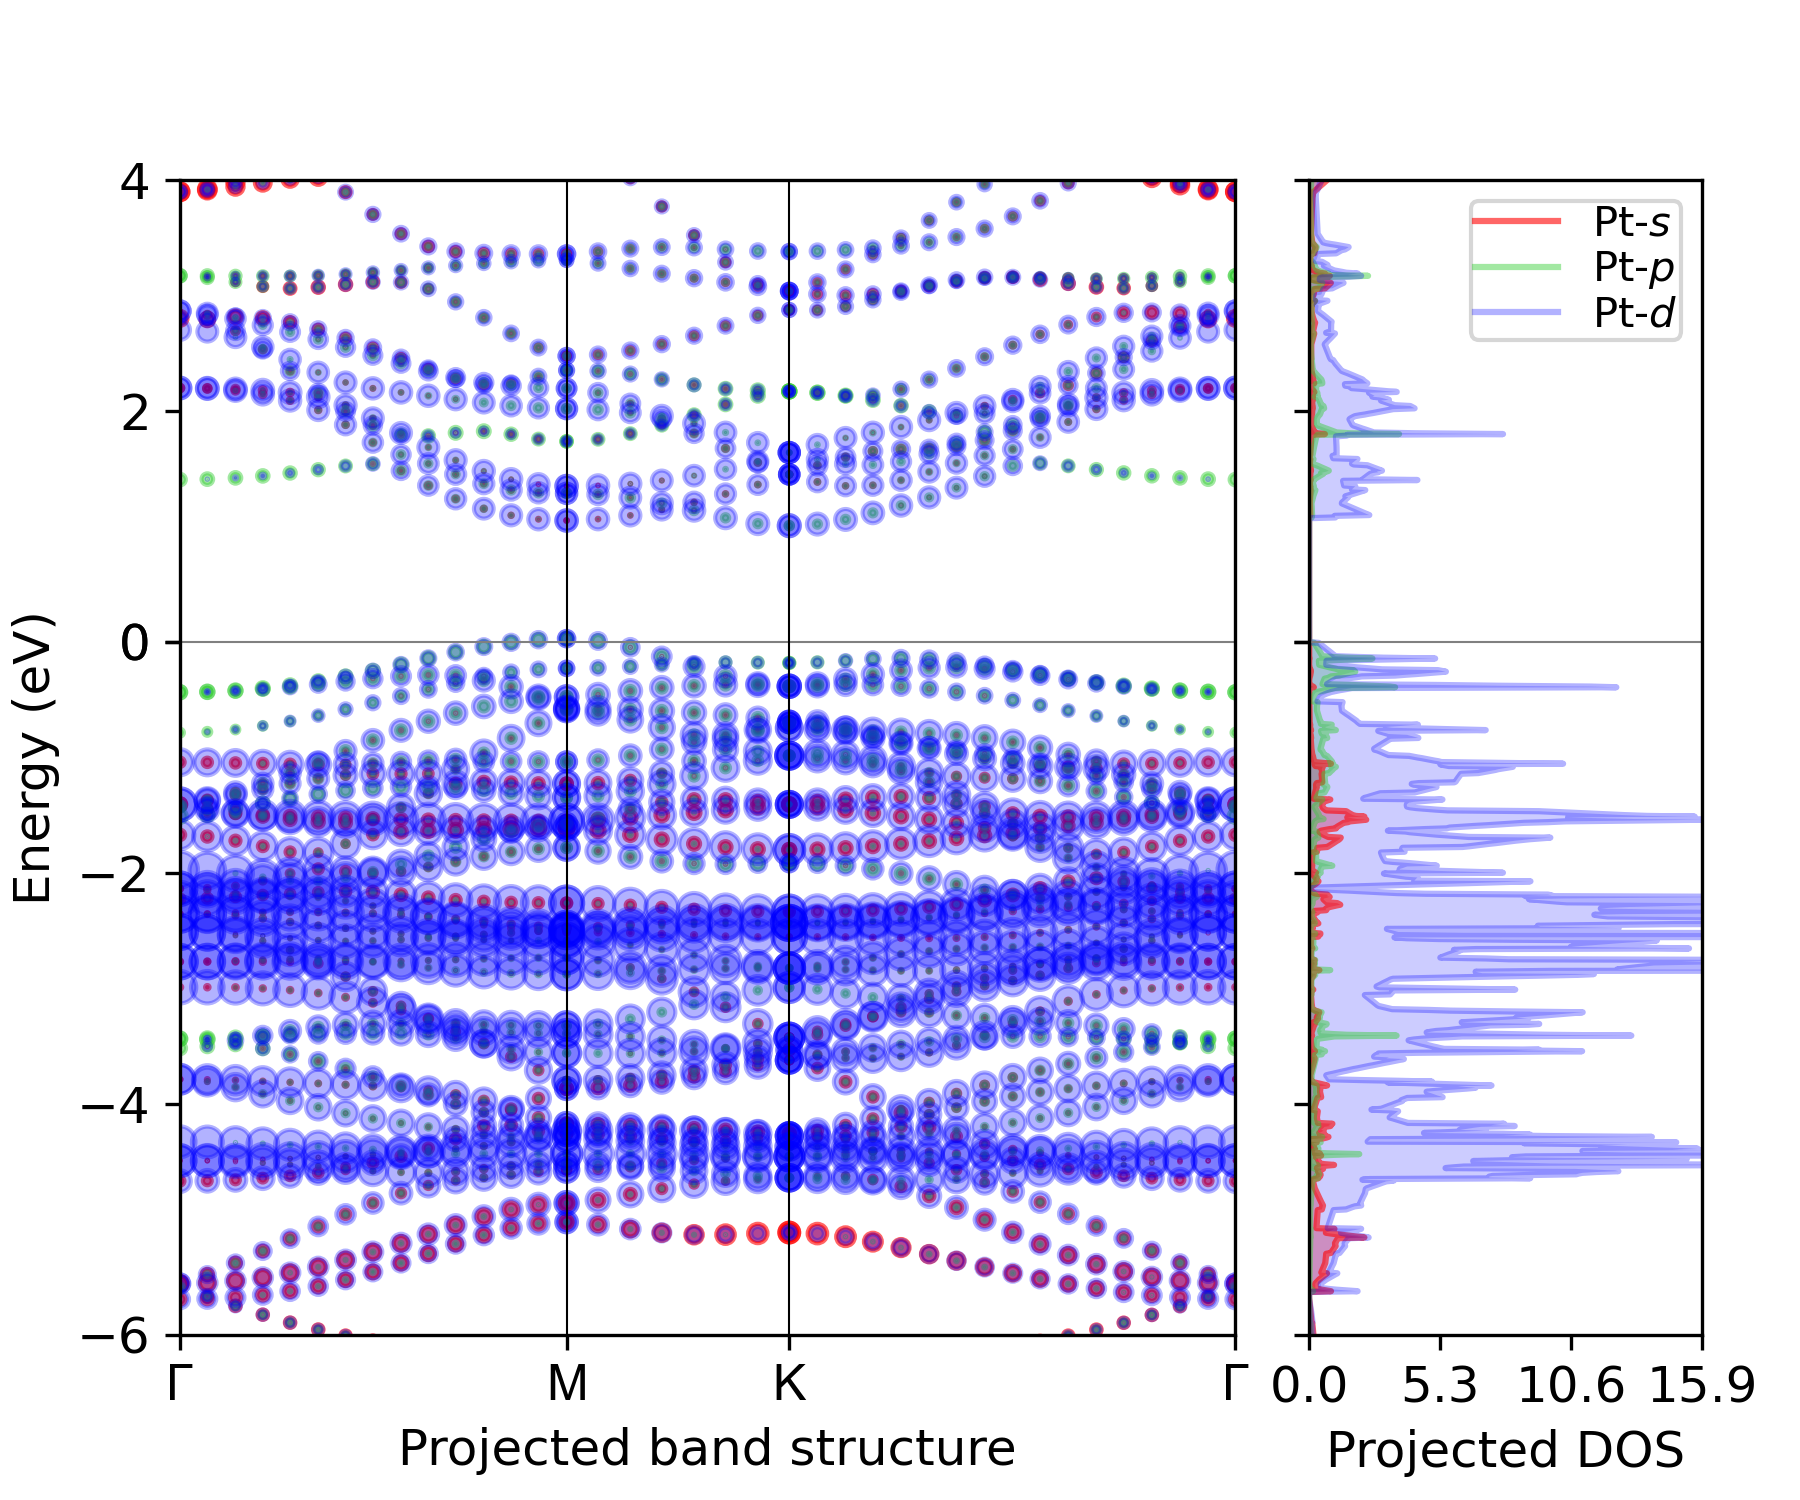 4
2
0
−2
−4
−6
Energy (eV)
Γ M K Γ
Projected band structure
Pt-s
Pt-p
Pt-d
0.0 5.3 10.6 15.9
Projected DOS